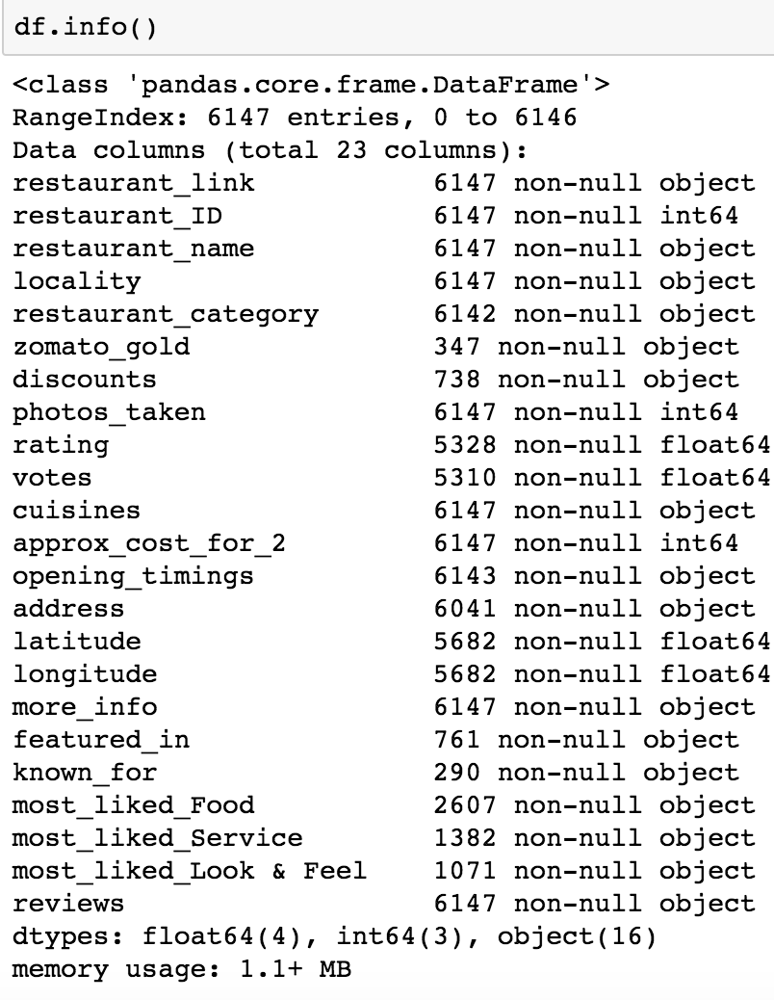 df.info()
<class 'pandas.core.frame.DataFrame'>
RangeIndex: 6147 entries, 0 to 6146
Data columns (total 23 columns):
restaurant_link           6147 non-null object
restaurant_ID             6147 non-null int64
restaurant_name           6147 non-null object
locality                  6147 non-null object
restaurant_category       6142 non-null object
zomato_gold               347 non-null object
discounts                 738 non-null object
photos_taken              6147 non-null int64
rating                    5328 non-null float64
votes                     5310 non-null float64
cuisines                  6147 non-null object
approx_cost_for_2         6147 non-null int64
opening_timings           6143 non-null object
address                   6041 non-null object
latitude                  5682 non-null float64
longitude                 5682 non-null float64
more_info                 6147 non-null object
featured_in               761 non-null object
known_for                 290 non-null object
most_liked_Food           2607 non-null object
most_liked_Service        1382 non-null object
most_liked_Look & Feel    1071 non-null object
reviews                   6147 non-null object
dtypes: float64(4), int64(3), object(16)
memory usage: 1.1+ MB